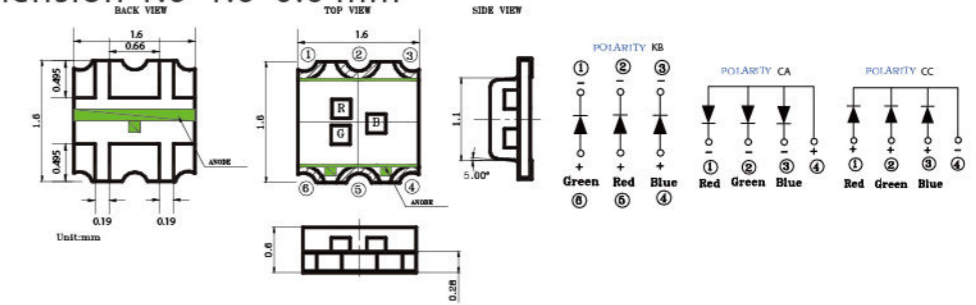 BACK VIEW
TOP VIEW
SIDE VIEW
1.6
0.66
0.495
1.6
0.495
0.19
0.19
ANODE
Unit:mm
1.6
① ② ③
1.6
R
G
B
⑥ ⑤ ④
ANODE
0.6
0.28
1.1
5.00°
POLARITY KB
① ② ③
- - -
+ + +
Green Red Blue
⑥ ⑤ ④
POLARITY CA
- - - +
① ② ③ ④
Red Green Blue
POLARITY CC
+ + + -
① ② ③ ④
Red Green Blue